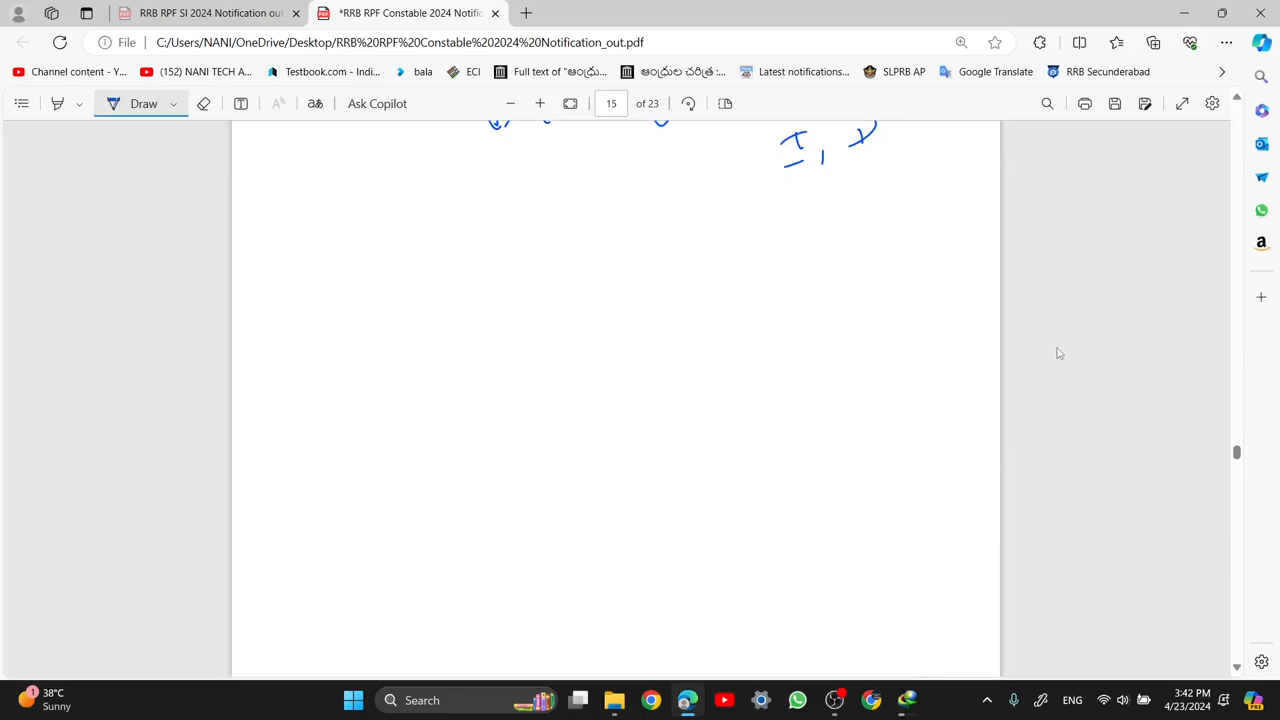 RRB RPF SI 2024 Notification out
*RRB RPF Constable 2024 Notific
File C:/Users/NANI/OneDrive/Desktop/RRB%20RPF%20Constable%202024%20Notification_out.pdf
Channel content - Y... (152) NANI TECH A... Testbook.com - Indi... bala ECI Full text of "ఆంధ్రు... ఆంధ్రుల చరిత్ర :... Latest notifications... SLPRB AP Google Translate RRB Secunderabad
Draw Ask Copilot 15 of 23
38°C
Sunny
Search
ENG
3:42 PM
4/23/2024